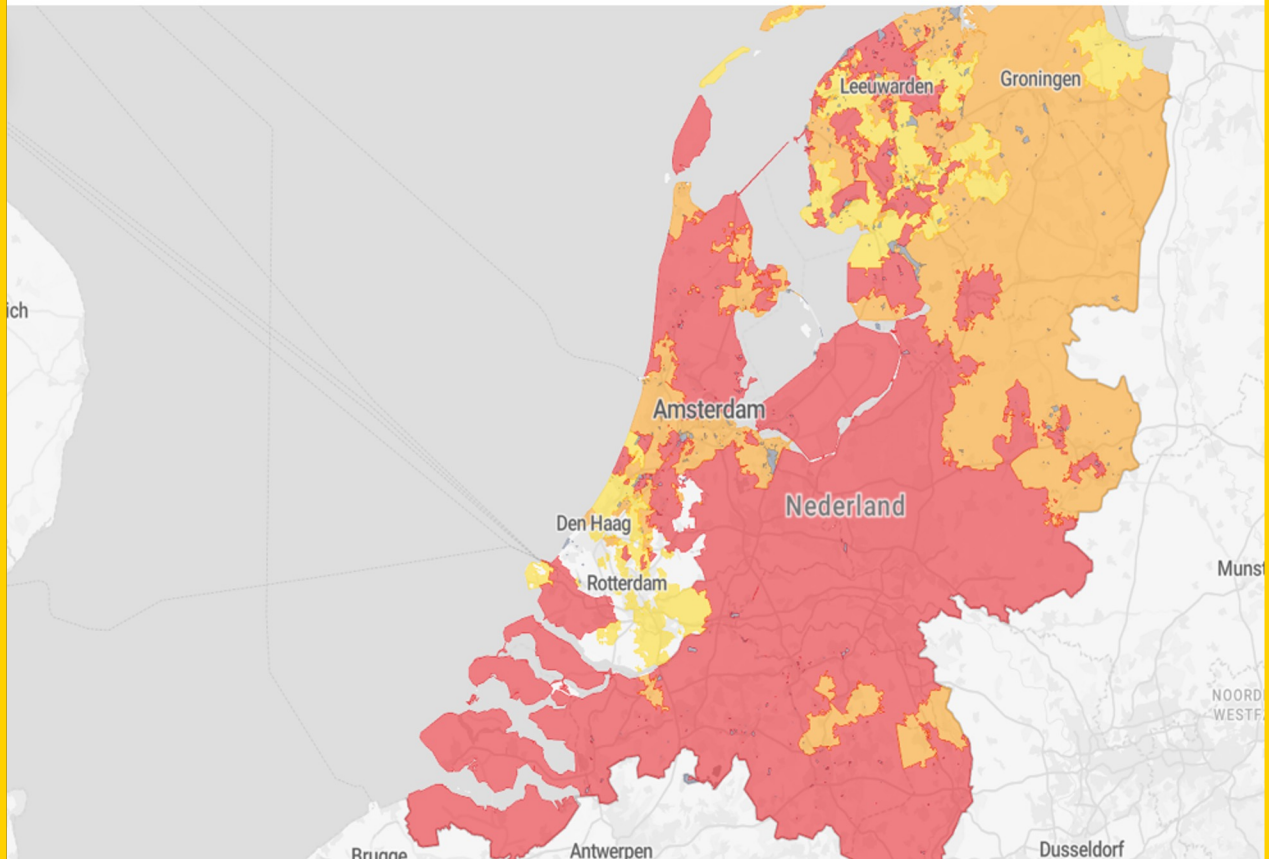 Leeuwarden
Groningen
ich
Amsterdam
Nederland
Den Haag
Rotterdam
Munst
NOORD
WESTFA
Brugge
Antwerpen
Dusseldorf